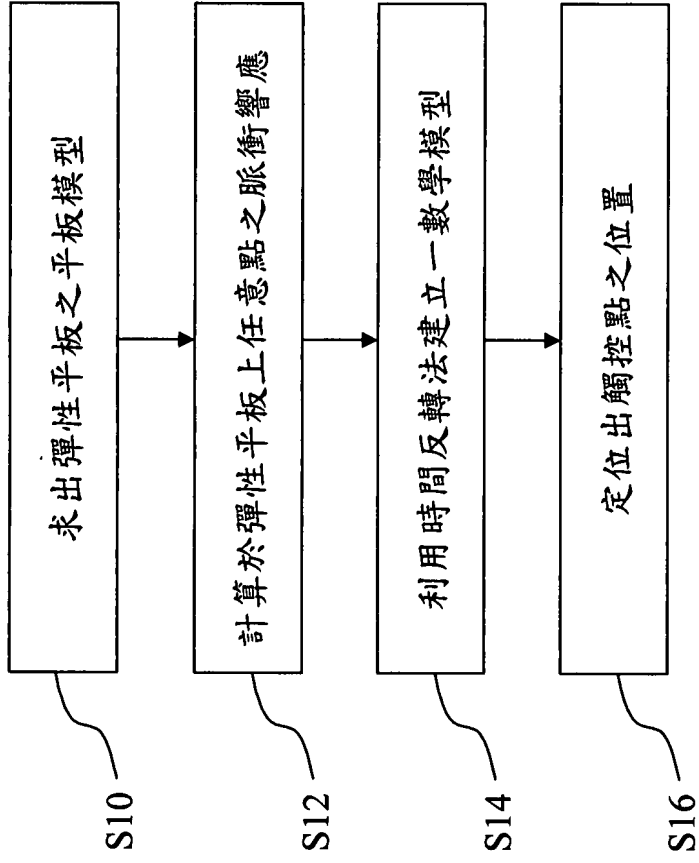 求出彈性平板之平板模型
S10
計算於彈性平板上任意點之脈衝響應
S12
利用時間反轉法建立一數學模型
S14
定位出觸控點之位置
S16